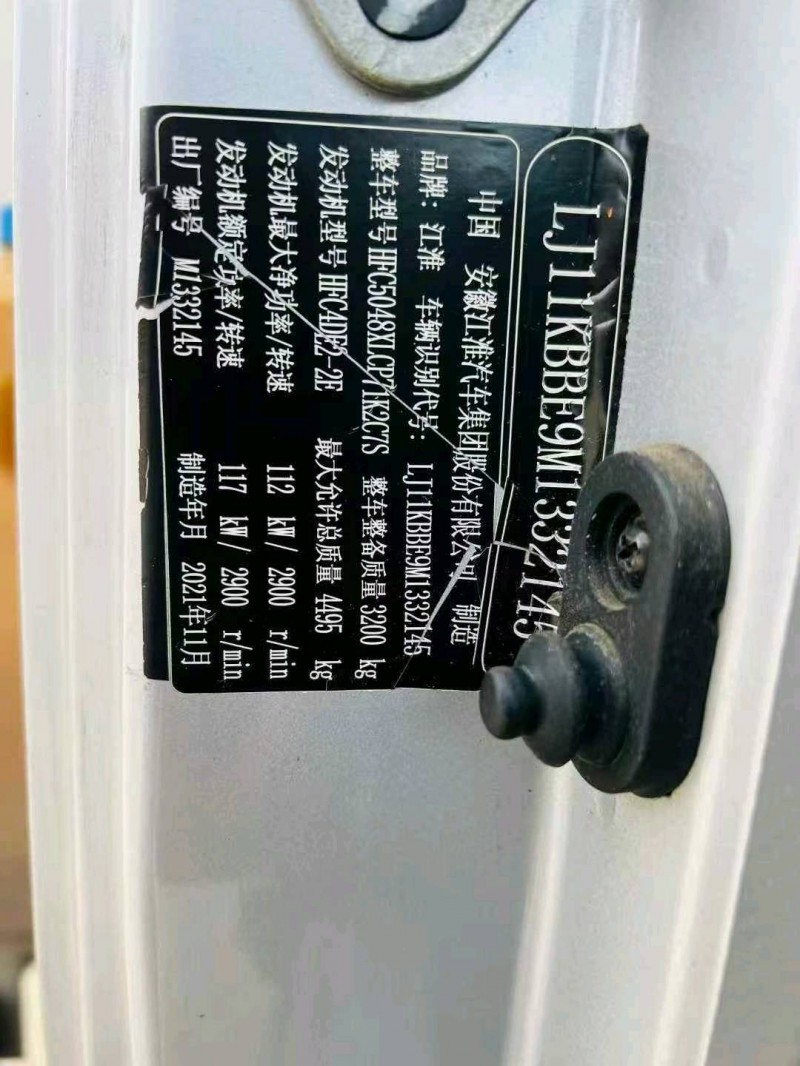 LJ11KBBE9M1332145
中国 安徽江淮汽车集团股份有限公司 制造
品牌: 江淮 车辆识别代号: LJ11KBBE9M1332145
整车型号 HFC5048XLCP71K2C7S 整车整备质量 3200 kg
发动机型号 HFC4DE2-2E 最大允许总质量 4495 kg
发动机最大净功率/转速 112 kW/ 2900 r/min
发动机额定功率/转速 117 kW/ 2900 r/min
出厂编号 M1332145 制造年月 2021年11月